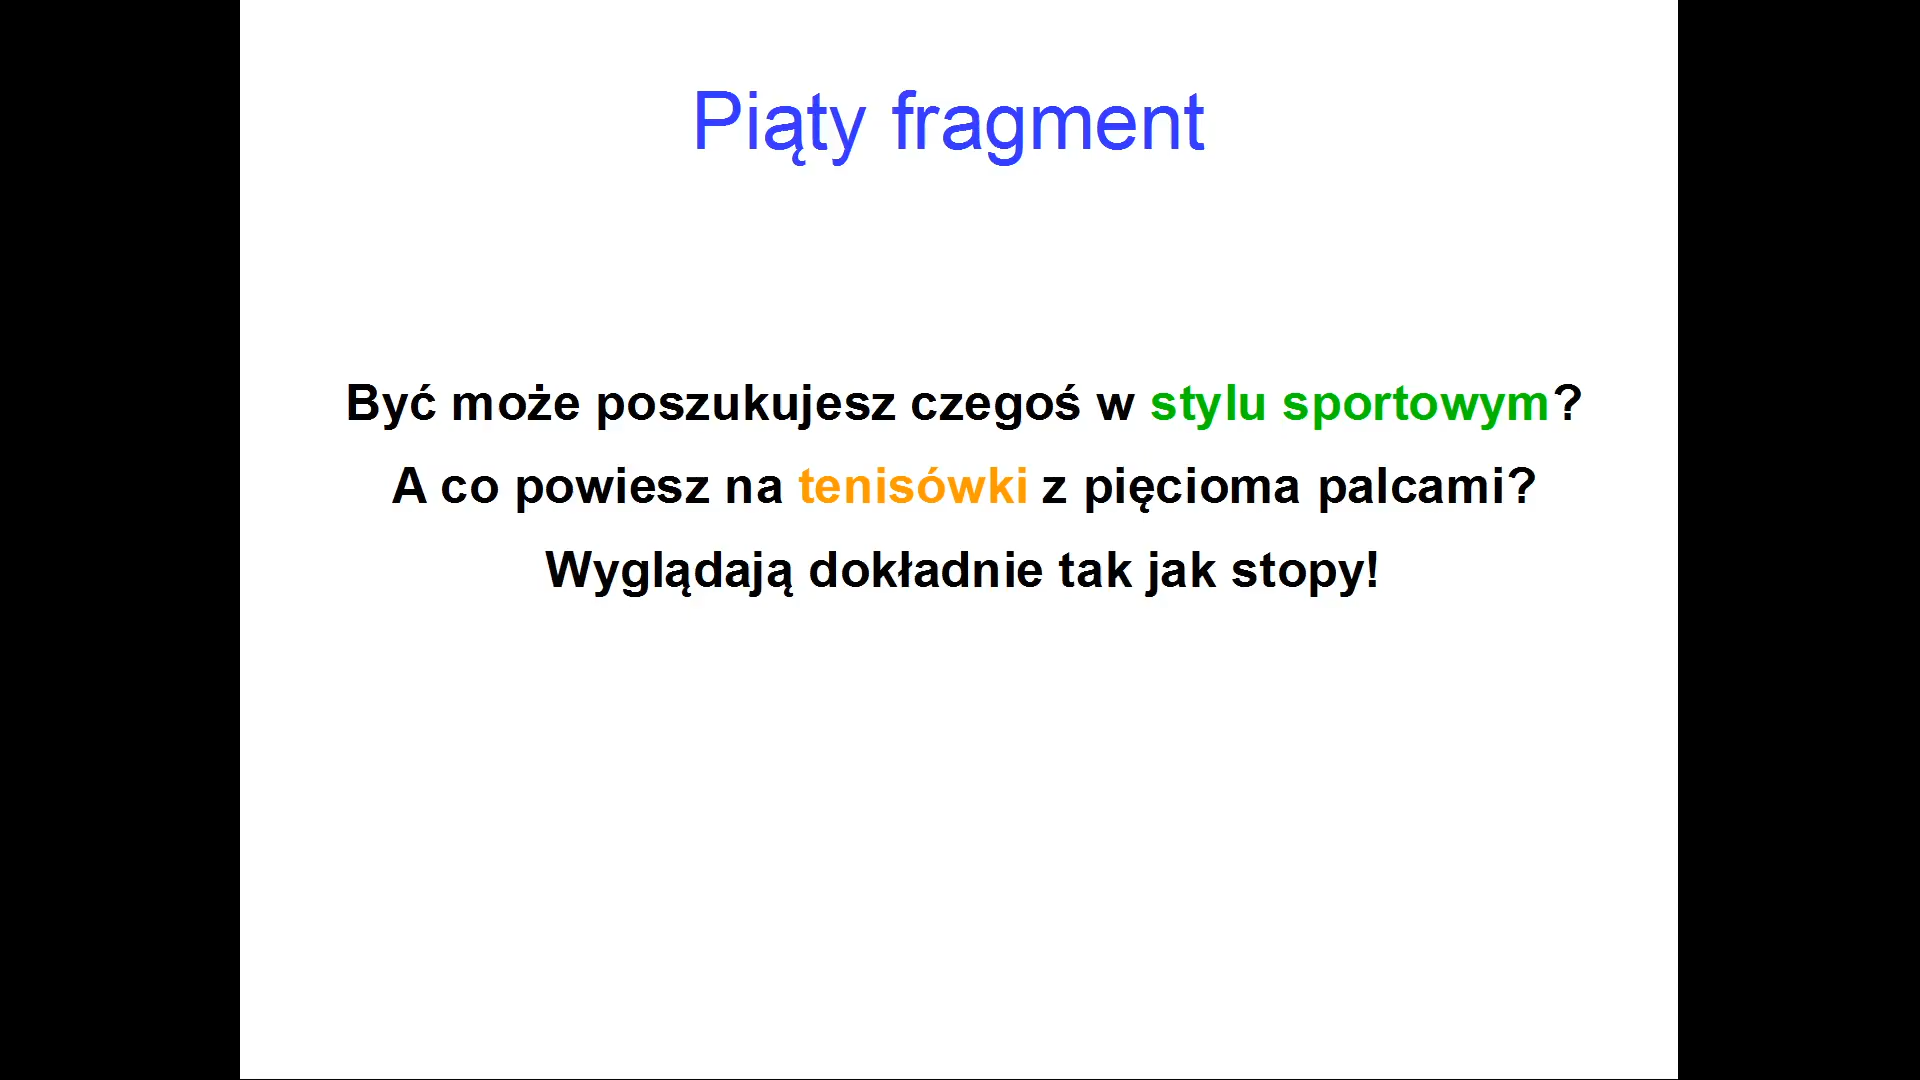 Piąty fragment
Być może poszukujesz czegoś w stylu sportowym?
A co powiesz na tenisówki z pięcioma palcami?
Wyglądają dokładnie tak jak stopy!